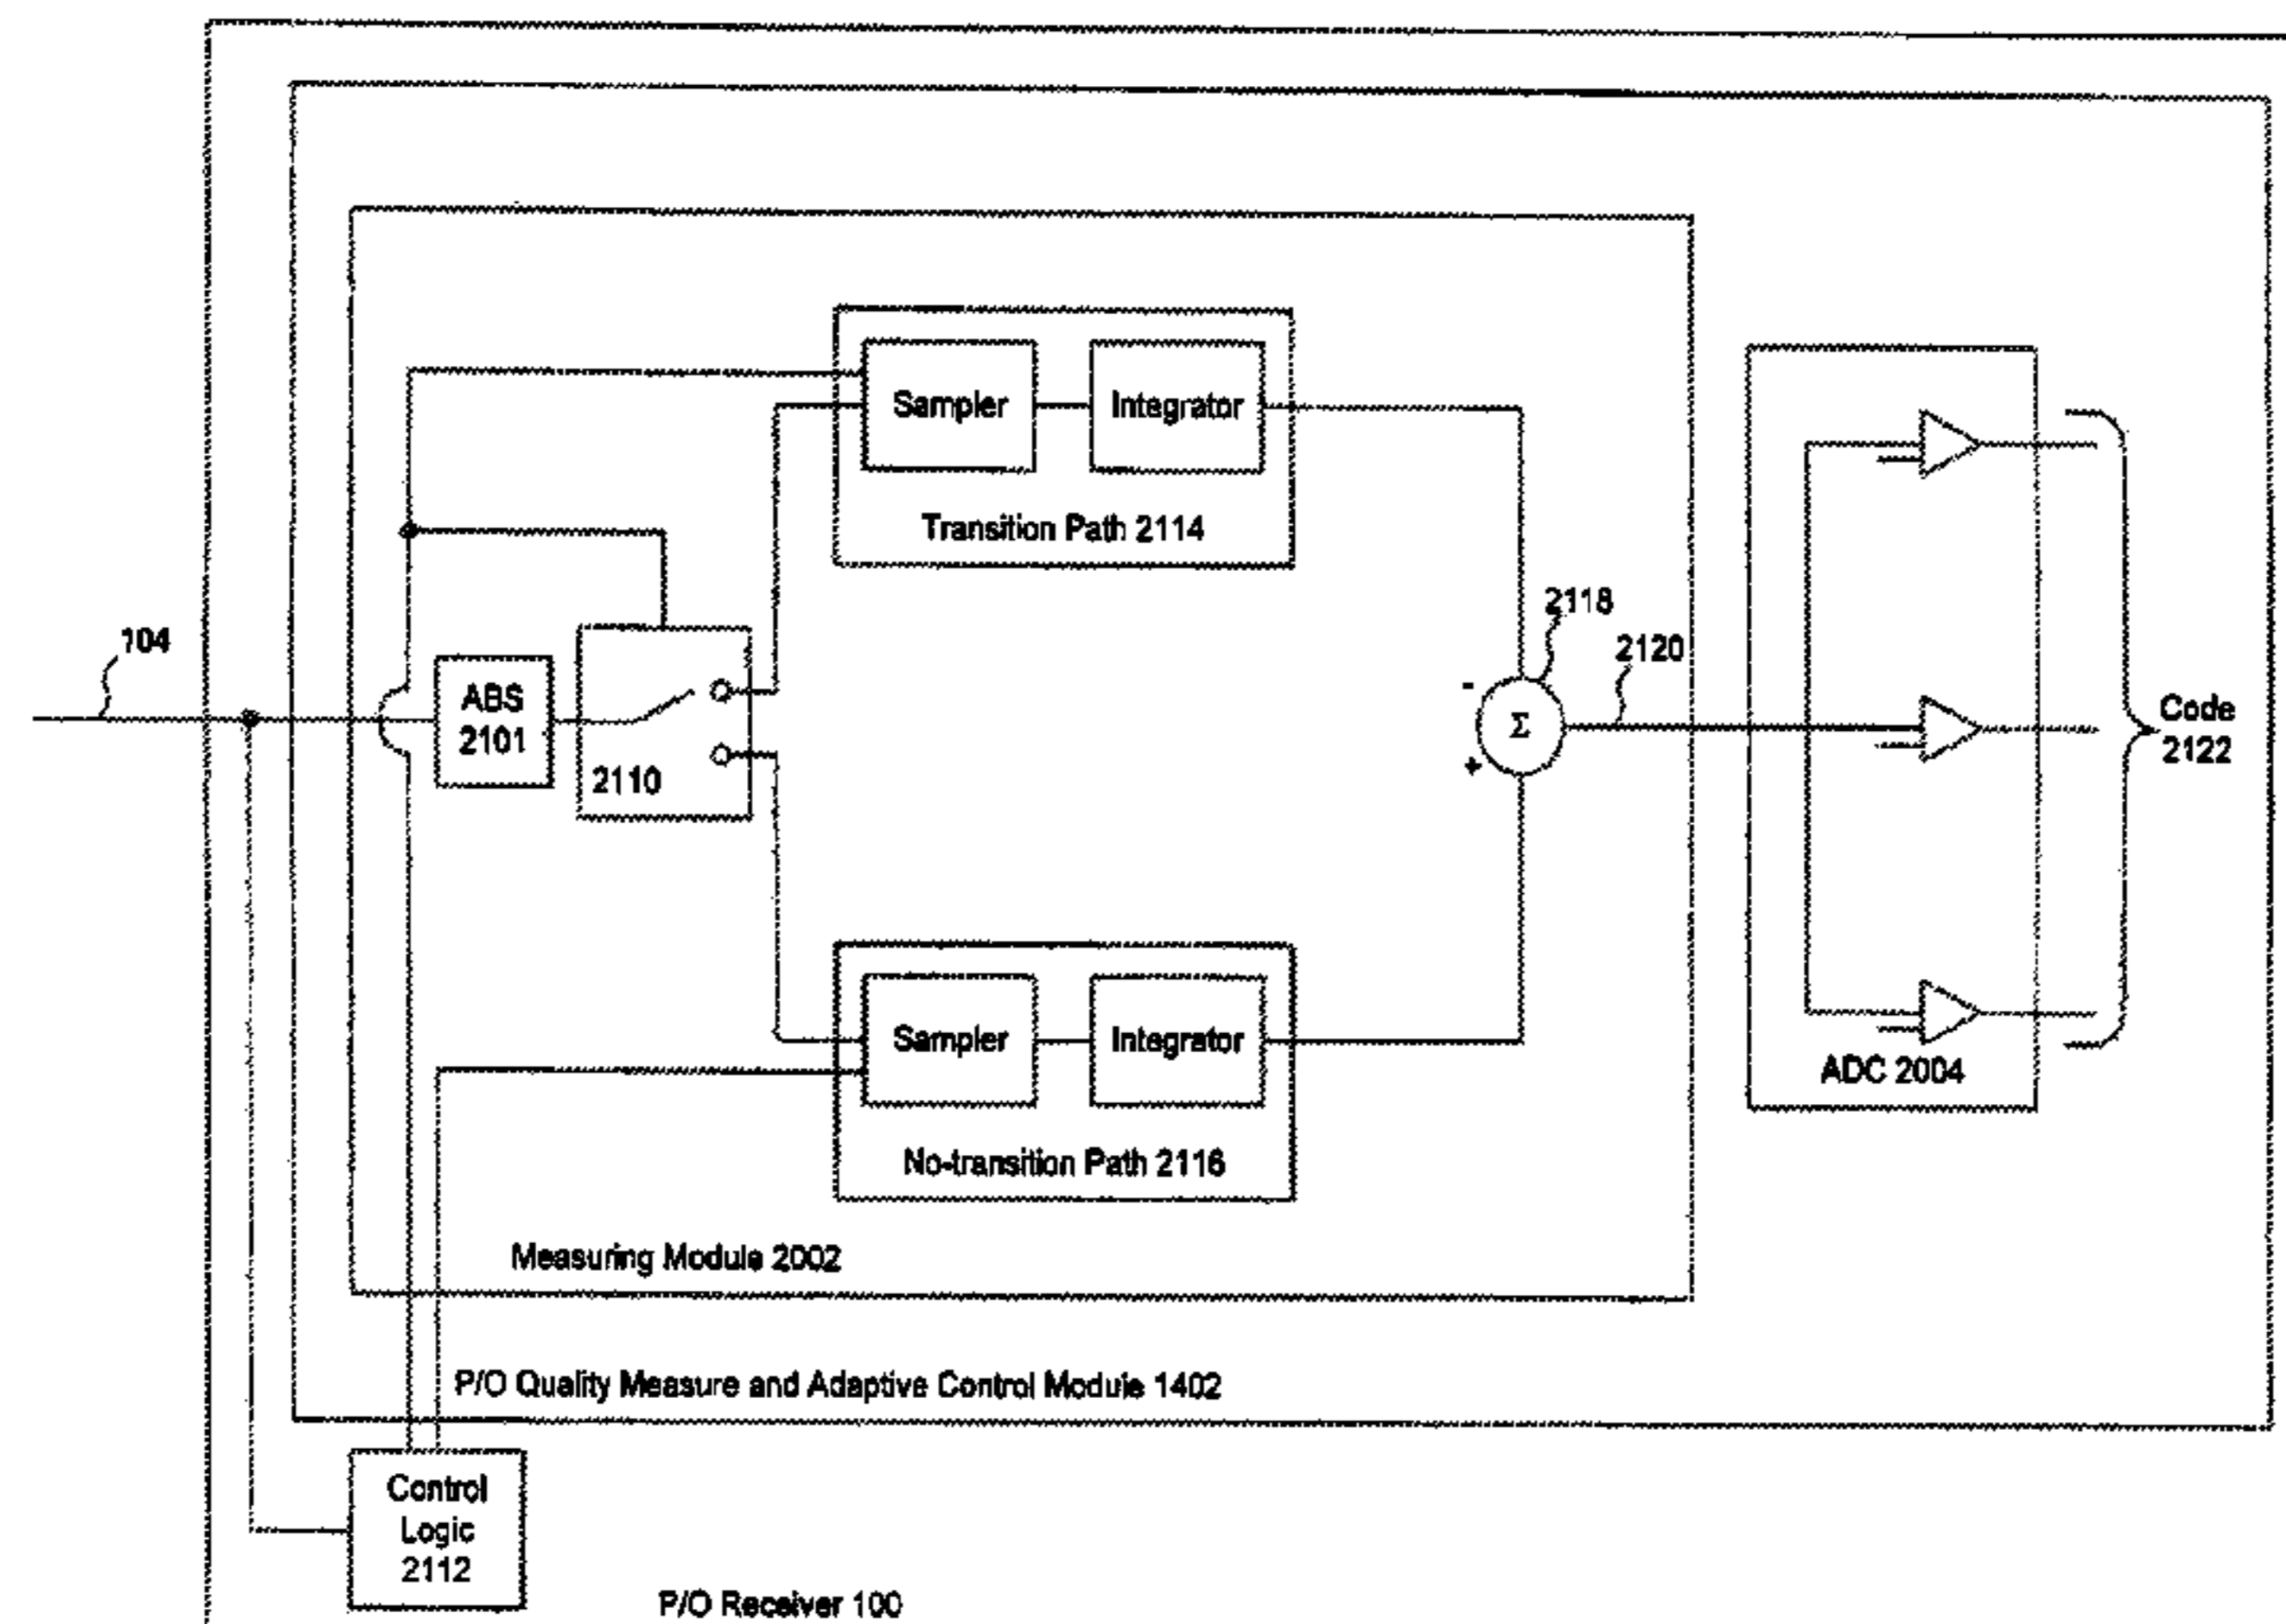 Sampler
Integrator
Transition Path 2114
104
ABS
2101
2110
2118
2120
-
+
Σ
Code
2122
Sampler
Integrator
No-transition Path 2116
ADC 2004
Measuring Module 2002
P/O Quality Measure and Adaptive Control Module 1402
Control
Logic
2112
P/O Receiver 100